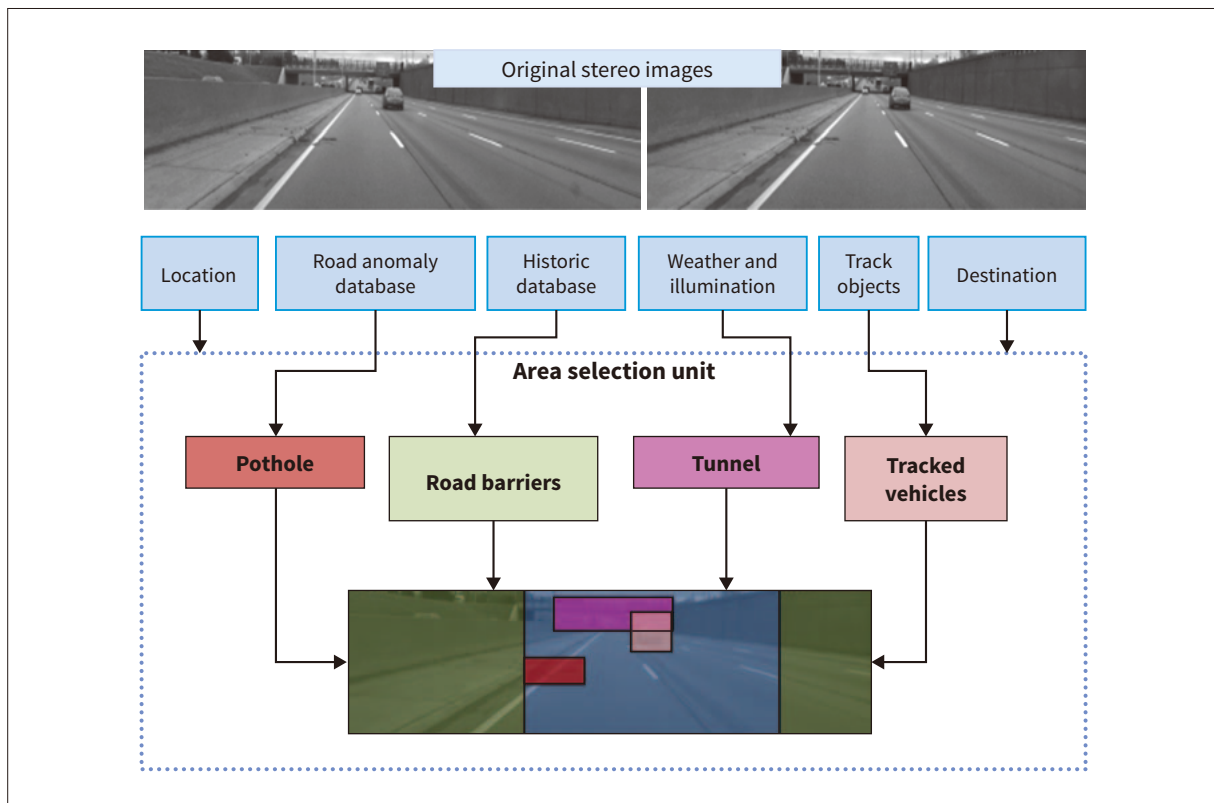 Original stereo images
Location
Road anomaly
database
Historic
database
Weather and
illumination
Track
objects
Destination
Area selection unit
Pothole
Road barriers
Tunnel
Tracked
vehicles